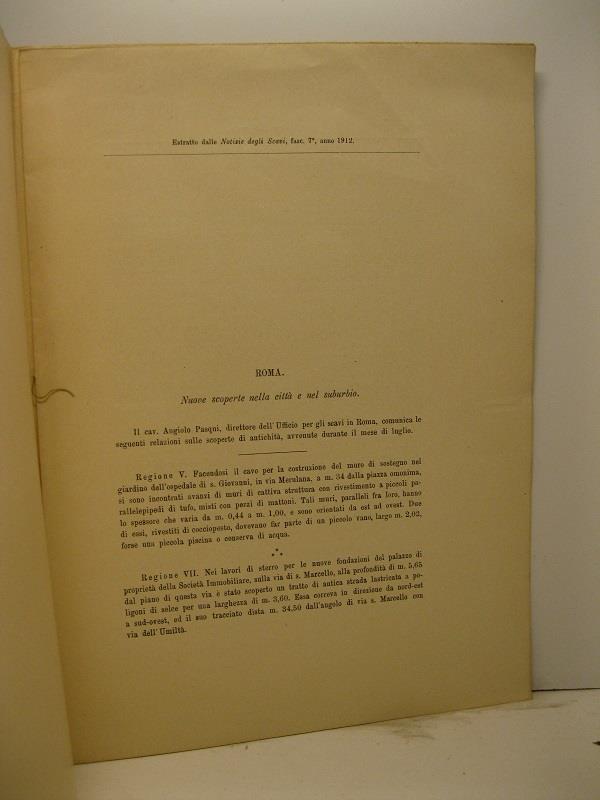 Estratto dalle Notizie degli Scavi, fasc. 7°, anno 1912.
ROMA.
Nuove scoperte nella città e nel suburbio.
Il cav. Angiolo Pasqui, direttore dell'Ufficio per gli scavi in Roma, comunica le
seguenti relazioni sulle scoperte di antichità, avvenute durante il mese di luglio.
Regione V. Facendosi il cavo per la costruzione del muro di sostegno nel
giardino dell'ospedale di s. Giovanni, in via Merulana, a m. 34 dalla piazza omonima,
si sono incontrati avanzi di muri di cattiva struttura con rivestimento a piccoli pa-
rallelepipedi di tufo, misti con pezzi di mattoni. Tali muri, paralleli fra loro, hanno
lo spessore che varia da m. 0,44 a m. 1,00, e sono orientati da est ad ovest. Due
di essi, rivestiti di cocciopesto, dovevano far parte di un piccolo vano, largo m. 2,02,
forse una piccola piscina o conserva di acqua.
***
Regione VII. Nei lavori di sterro per le nuove fondazioni del palazzo di
proprietà della Società Immobiliare, sulla via di s. Marcello, alla profondità di m. 5,65
dal piano di questa via è stato scoperto un tratto di antica strada lastricata a po-
ligoni di selce per una larghezza di m. 3,60. Essa correva in direzione da nord-est
a sud-ovest, ed il suo tracciato dista m. 34,50 dall'angolo di via s. Marcello con
via dell'Umiltà.